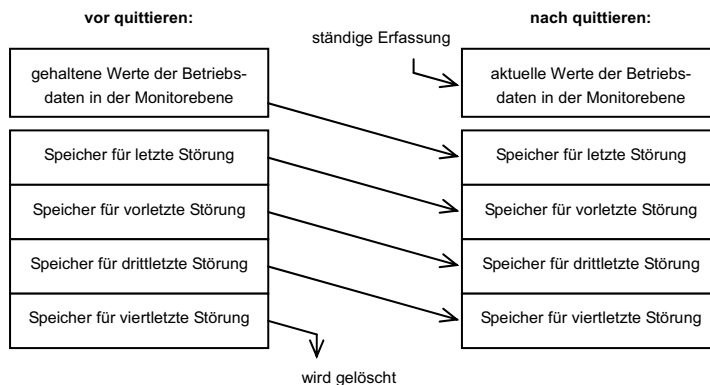 vor quittieren:
nach quittieren:
ständige Erfassung
gehaltene Werte der Betriebs-
daten in der Monitorebene
aktuelle Werte der Betriebs-
daten in der Monitorebene
Speicher für letzte Störung
Speicher für letzte Störung
Speicher für vorletzte Störung
Speicher für vorletzte Störung
Speicher für drittletzte Störung
Speicher für drittletzte Störung
Speicher für viertletzte Störung
Speicher für viertletzte Störung
wird gelöscht